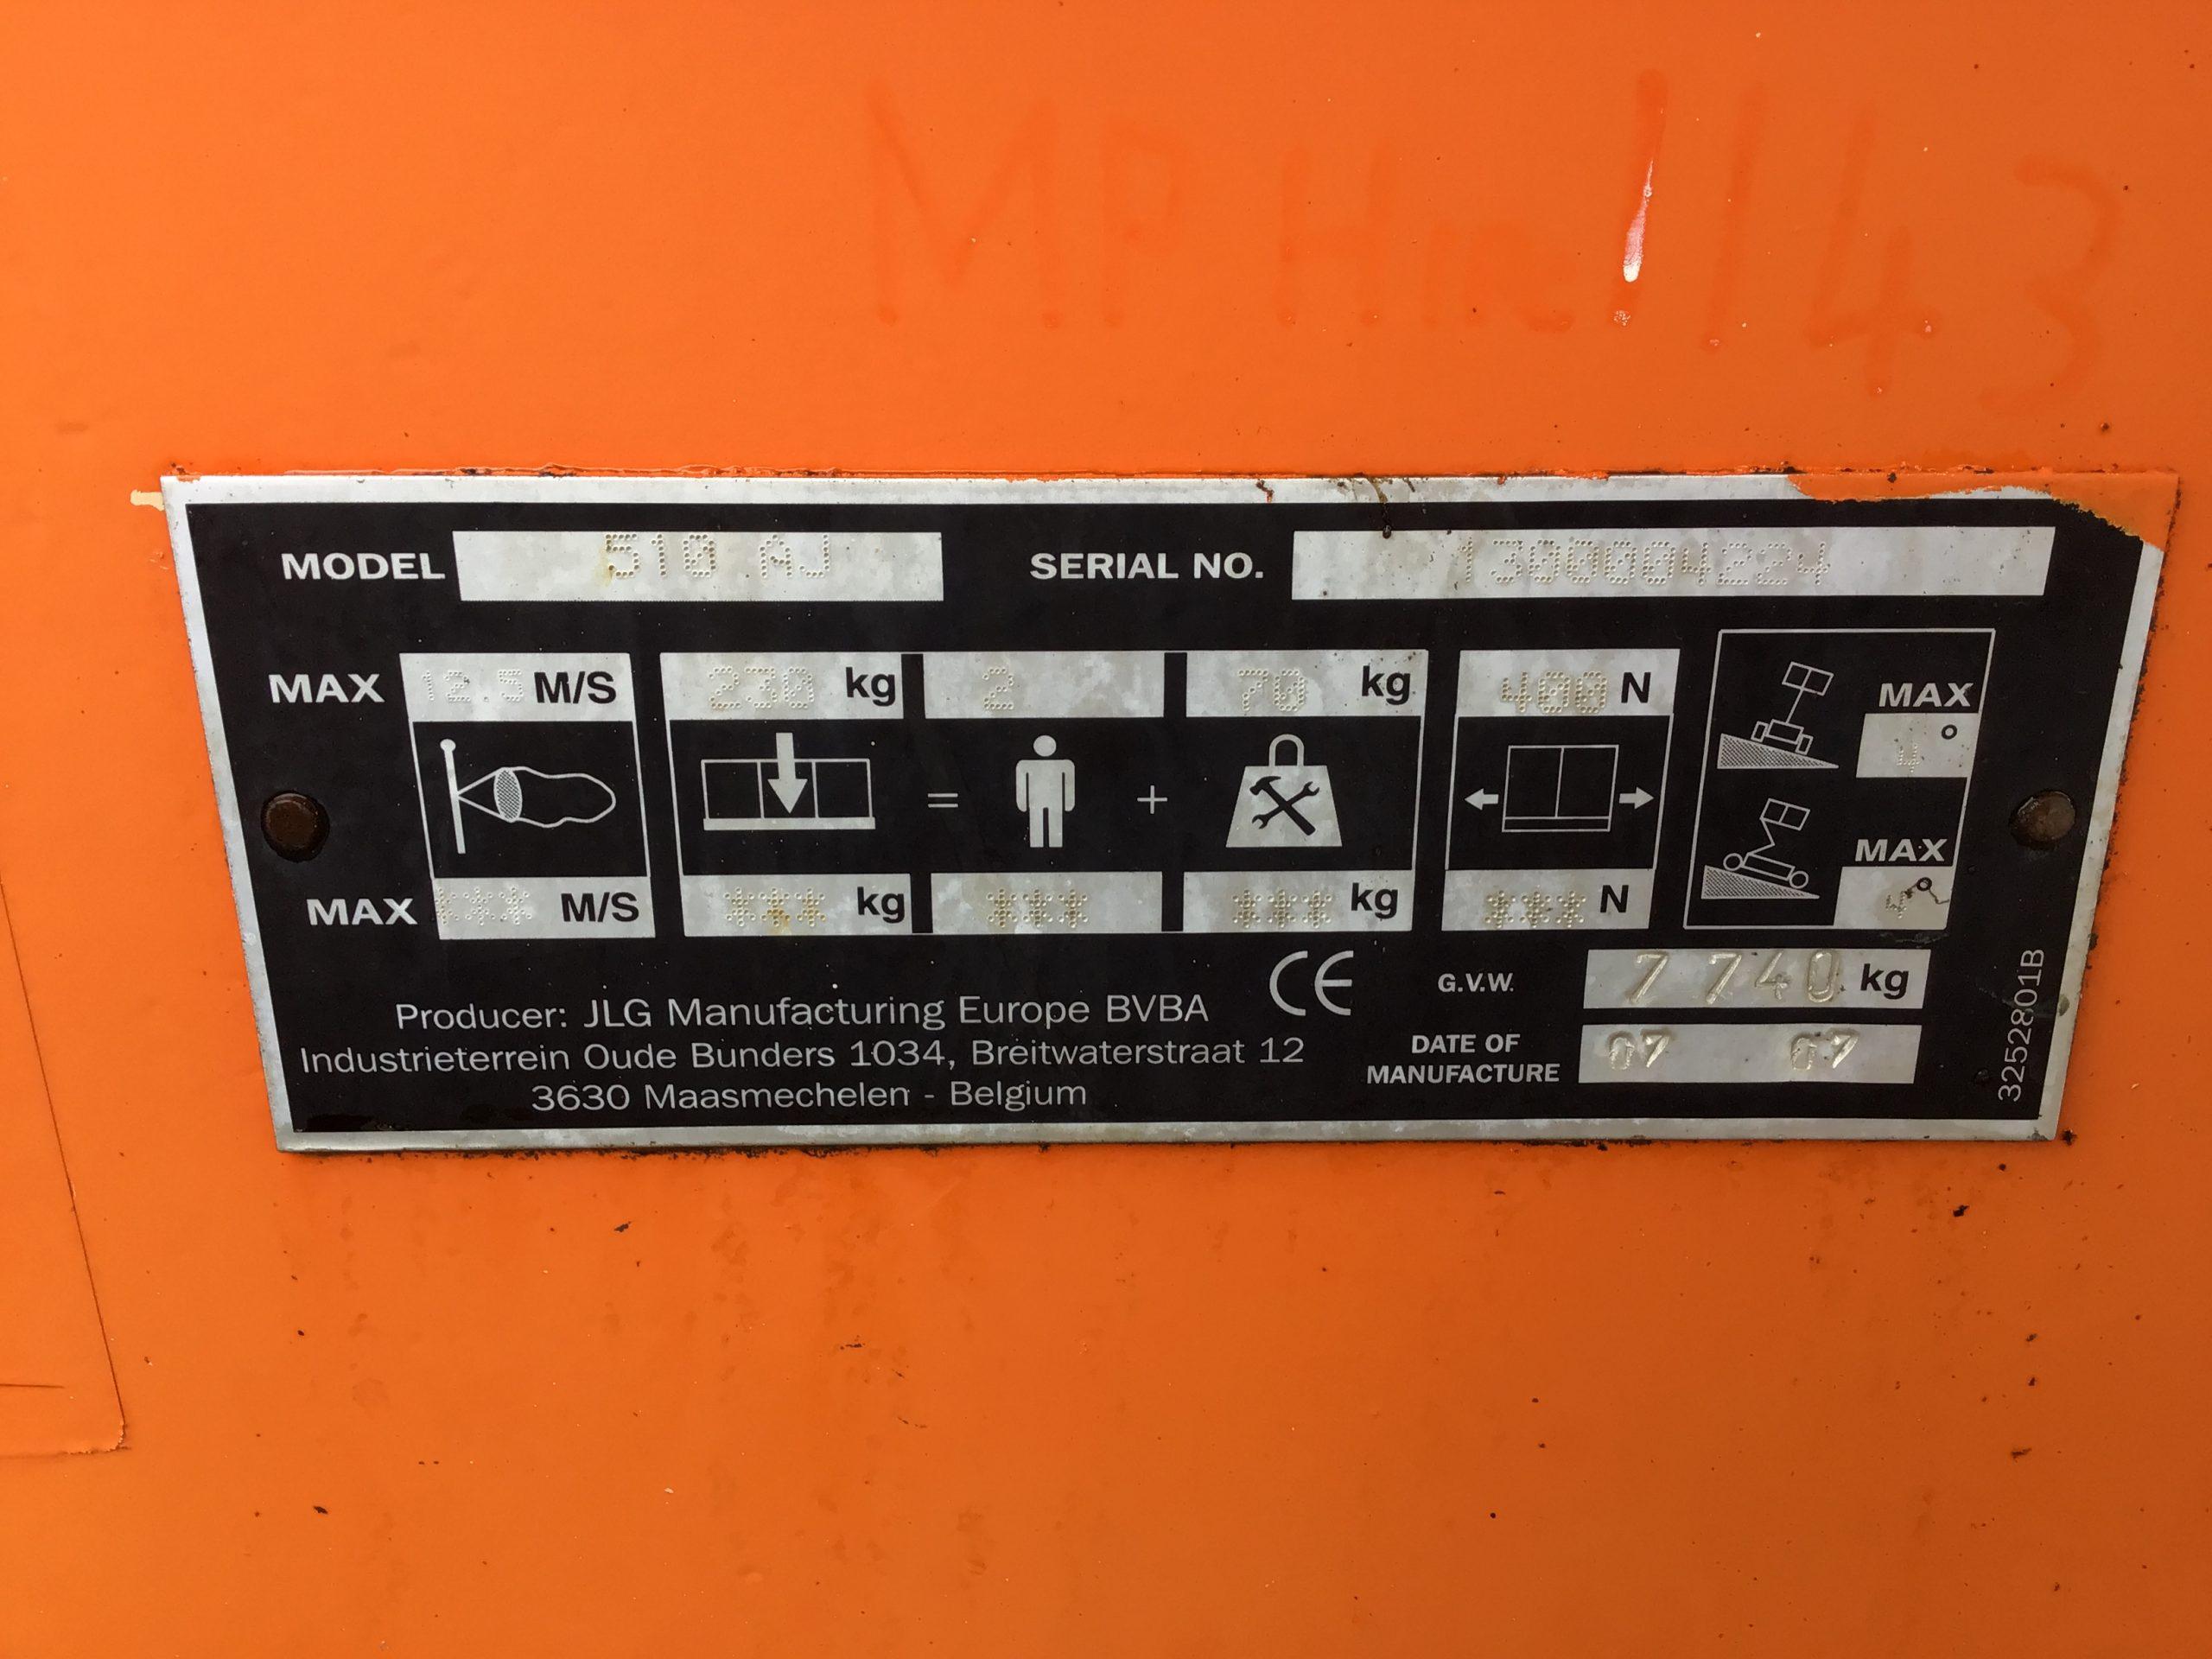 MODEL 510 AJ SERIAL NO. 1300004224
MAX 12.5 M/S 230 kg 2 70 kg 400 N
MAX
4°
= +
MAX
4°
MAX *** M/S *** kg *** *** kg *** N
CE G.V.W. 7 740 kg
Producer: JLG Manufacturing Europe BVBA
Industrieterrein Oude Bunders 1034, Breitwaterstraat 12
3630 Maasmechelen - Belgium
DATE OF
MANUFACTURE 07 07
3252801B